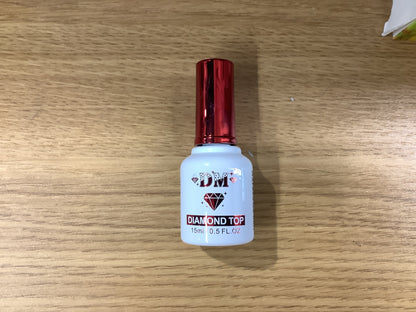 DM
DIAMOND TOP
15ml 0.5 FL.OZ